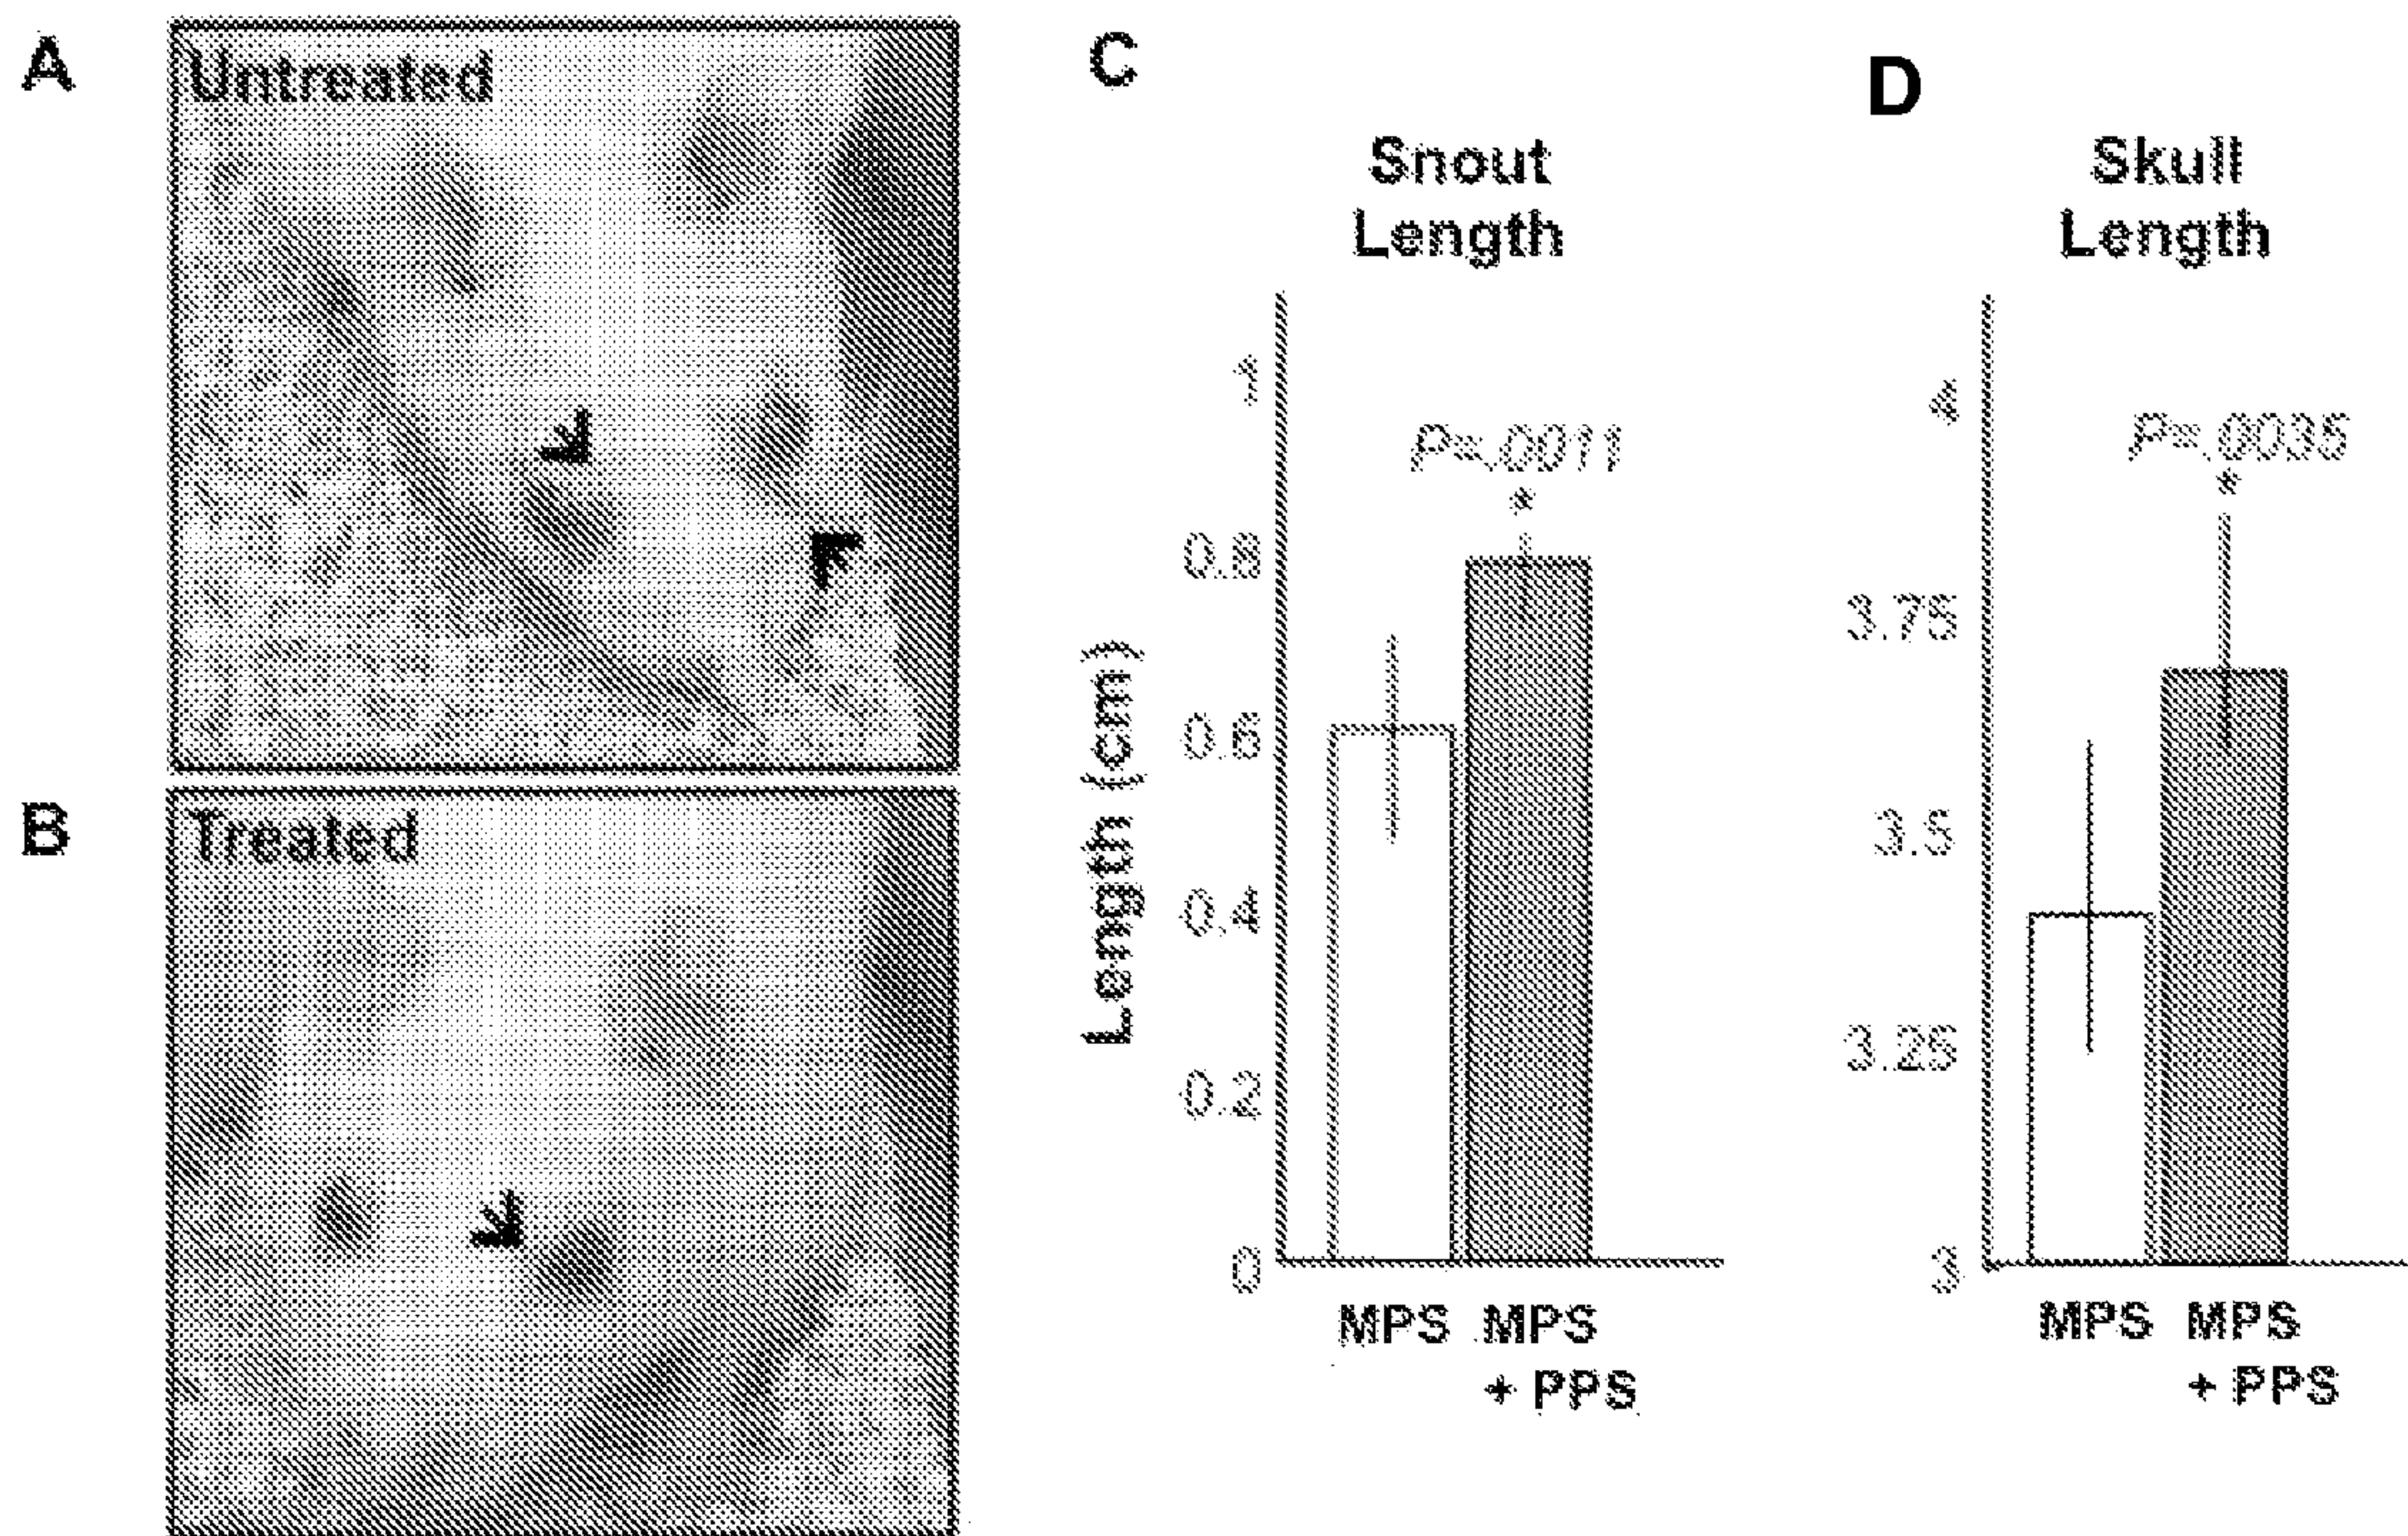 A
Untreated
B
Treated
C
Snout
Length
Length (cm)
1
0.8
0.6
0.4
0.2
0
P=.0011
*
MPS
MPS
+ PPS
D
Skull
Length
4
3.75
3.5
3.25
3
P=.0035
*
MPS
MPS
+ PPS